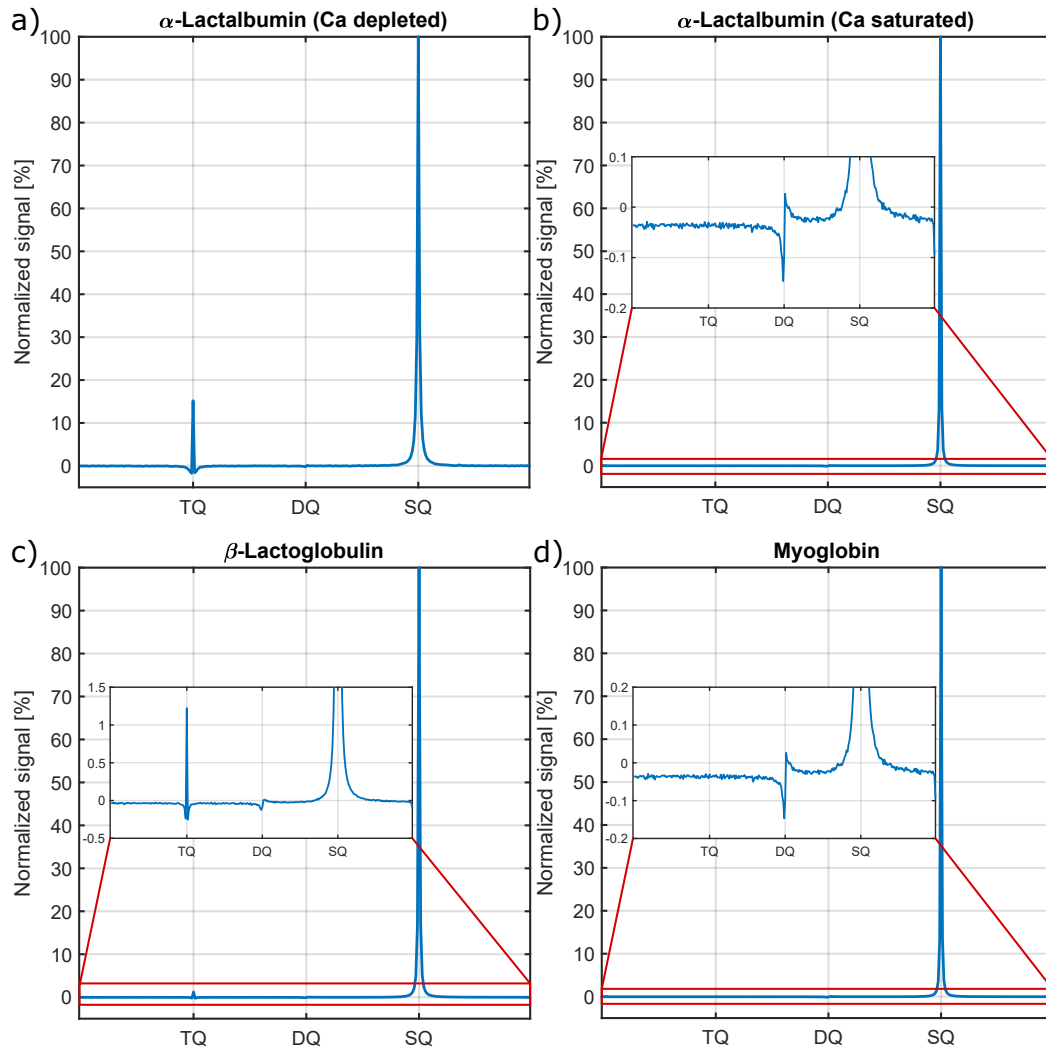 a)
α-Lactalbumin (Ca depleted)
Normalized signal [%]
100
90
80
70
60
50
40
30
20
10
0
TQ
DQ
SQ
b)
α-Lactalbumin (Ca saturated)
Normalized signal [%]
100
90
80
70
60
50
40
30
20
10
0
TQ
DQ
SQ
0.1
0
-0.1
-0.2
TQ
DQ
SQ
c)
β-Lactoglobulin
Normalized signal [%]
100
90
80
70
60
50
40
30
20
10
0
TQ
DQ
SQ
1.5
1
0.5
0
-0.5
TQ
DQ
SQ
d)
Myoglobin
Normalized signal [%]
100
90
80
70
60
50
40
30
20
10
0
TQ
DQ
SQ
0.2
0.1
0
-0.1
-0.2
TQ
DQ
SQ